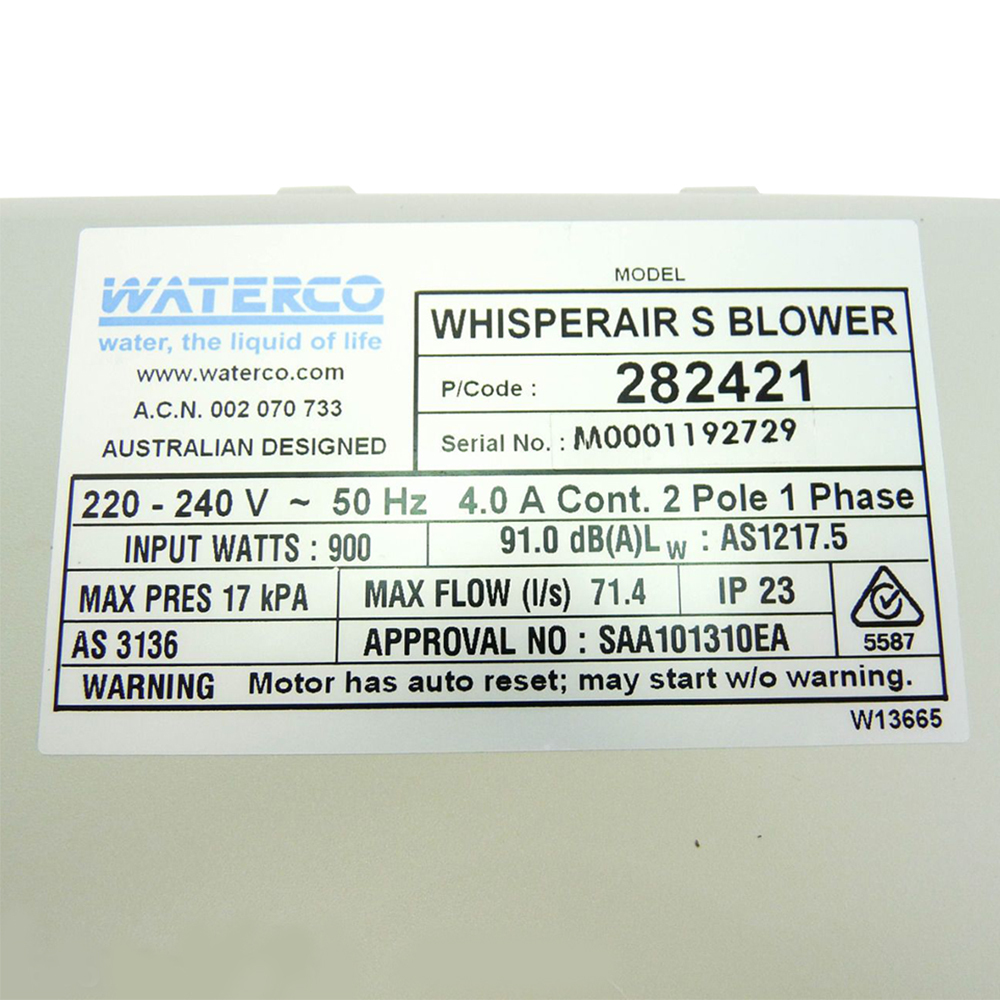 WATERCO
water, the liquid of life
www.waterco.com
A.C.N. 002 070 733
AUSTRALIAN DESIGNED
MODEL
WHISPERAIR S BLOWER
P/Code : 282421
Serial No. : M0001192729
220 - 240 V ~ 50 Hz 4.0 A Cont. 2 Pole 1 Phase
INPUT WATTS : 900 91.0 dB(A)LW : AS1217.5
MAX PRES 17 kPA MAX FLOW (l/s) 71.4 IP 23
AS 3136 APPROVAL NO : SAA101310EA 5587
WARNING Motor has auto reset; may start w/o warning.
W13665